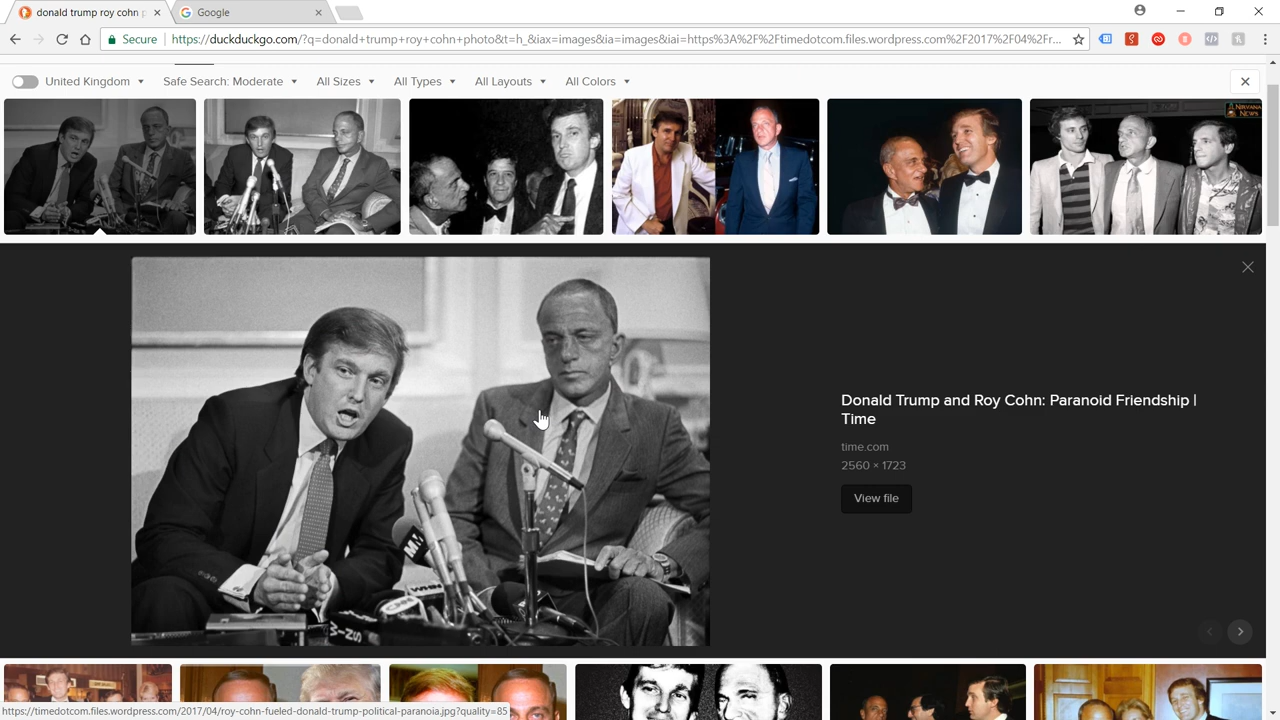 donald trump roy cohn p
Google
Secure
https://duckduckgo.com/?q=donald+trump+roy+cohn+photo&t=h_&iax=images&ia=images&iai=https%3A%2F%2Ftimedotcom.files.wordpress.com%2F2017%2F04%2Fr...
United Kingdom
Safe Search: Moderate
All Sizes
All Types
All Layouts
All Colors
NIRVANA
NEWS
Donald Trump and Roy Cohn: Paranoid Friendship |
Time
time.com
2560 × 1723
View file
CNN
https://timedotcom.files.wordpress.com/2017/04/roy-cohn-fueled-donald-trump-political-paranoia.jpg?quality=85